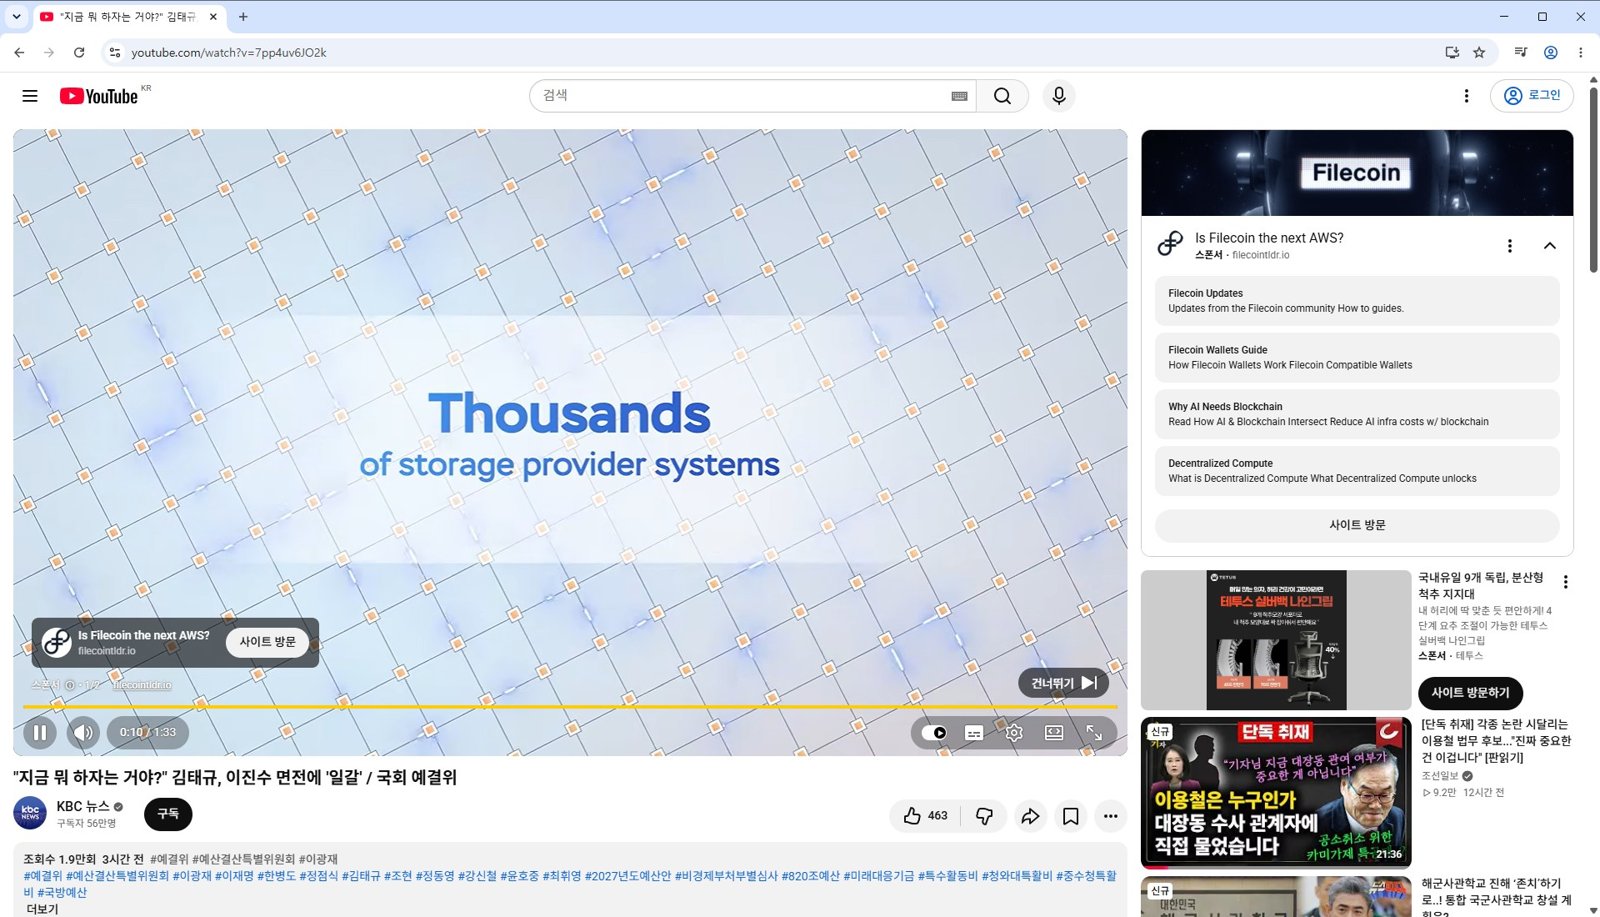 "지금 뭐 하자는 거야?" 김태규,
youtube.com/watch?v=7pp4uv6JO2k
YouTube KR
검색
로그인
Thousands
of storage provider systems
Is Filecoin the next AWS?
filecointldr.io
사이트 방문
스폰서 · 1/2 · filecointldr.io
건너뛰기
0:10 / 1:33
"지금 뭐 하자는 거야?" 김태규, 이진수 면전에 '일갈' / 국회 예결위
kbc NEWS
KBC 뉴스
구독자 56만명
구독
463
조회수 1.9만회 3시간 전 #예결위 #예산결산특별위원회 #이광재
#예결위 #예산결산특별위원회 #이광재 #이재명 #한병도 #정점식 #김태규 #조현 #정동영 #강신철 #윤호중 #최휘영 #2027년도예산안 #비경제부처부별심사 #820조예산 #미래대응기금 #특수활동비 #청와대특활비 #중수청특활
비 #국방예산
더보기
Filecoin
Is Filecoin the next AWS?
스폰서 · filecointldr.io
Filecoin Updates
Updates from the Filecoin community How to guides.
Filecoin Wallets Guide
How Filecoin Wallets Work Filecoin Compatible Wallets
Why AI Needs Blockchain
Read How AI & Blockchain Intersect Reduce AI infra costs w/ blockchain
Decentralized Compute
What is Decentralized Compute What Decentralized Compute unlocks
사이트 방문
TETUS
테투스 실버백 나인그립
40%
국내유일 9개 독립, 분산형
척추 지지대
내 허리에 딱 맞춘 듯 편안하게! 4
단계 요추 조절이 가능한 테투스
실버백 나인그립
스폰서 · 테투스
사이트 방문하기
신규
기자
단독 취재
"기자님 지금 대장동 관여 여부가
중요한 게 아닙니다"
이용철은 누구인가
대장동 수사 관계자에
직접 물었습니다
공소취소 위한
카미가제 특
21:36
[단독 취재] 각종 논란 시달리는
이용철 법무 후보..."진짜 중요한
건 이겁니다" [판읽기]
조선일보
9.2만 12시간 전
신규
대한민국
해군사관학교 진해 '존치'하기
로..! 통합 국군사관학교 창설 계